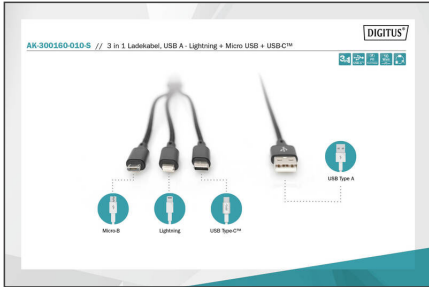 DIGITUS®
AK-300160-010-S // 3 in 1 Ladekabel, USB A - Lightning + Micro USB + USB-C™
USB Type A
Micro-B
Lightning
USB Type-C™